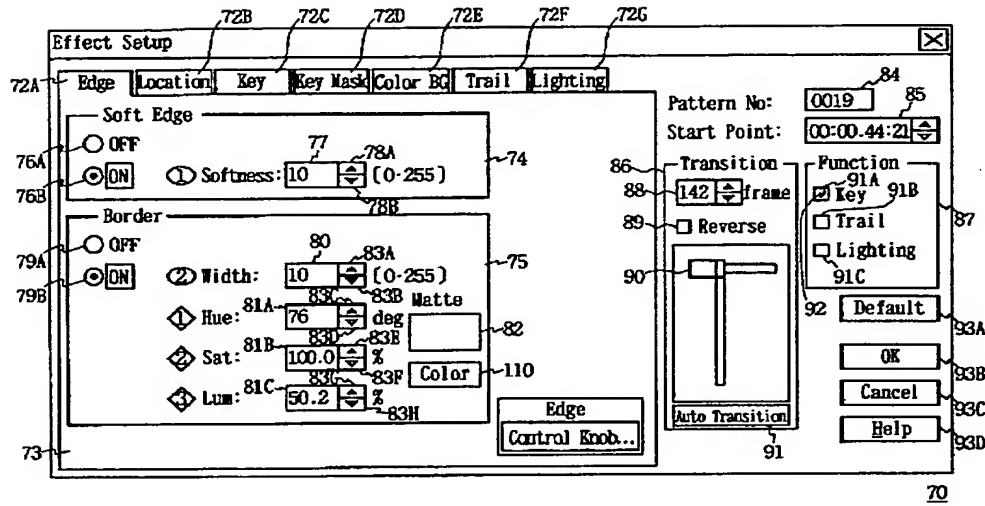 72B 72C 72D 72E 72F 72G
Effect Setup
72A Edge Location Key Key Mask Color BG Trail Lighting
Pattern No: 0019 84
Start Point: 00:00.44:21 85
Soft Edge 74
76A OFF
76B ON ① Softness: 10 (0-255) 77 78A 78B
Border 75
79A OFF
79B ON ② Width: 10 (0-255) 80 83A 83B
1 Hue: 81A 76 deg 83C 83D
2 Sat: 81B 100.0 % 83E 83F
3 Lum: 81C 50.2 % 83G 83H
Matte 82
Color 110
Edge
Control Knob...
73
86 Transition
88 142 frame
89 Reverse
90
Auto Transition
91
Function 87
91A Key
91B Trail
Lighting
91C
92
Default 93A
OK 93B
Cancel 93C
Help 93D
70